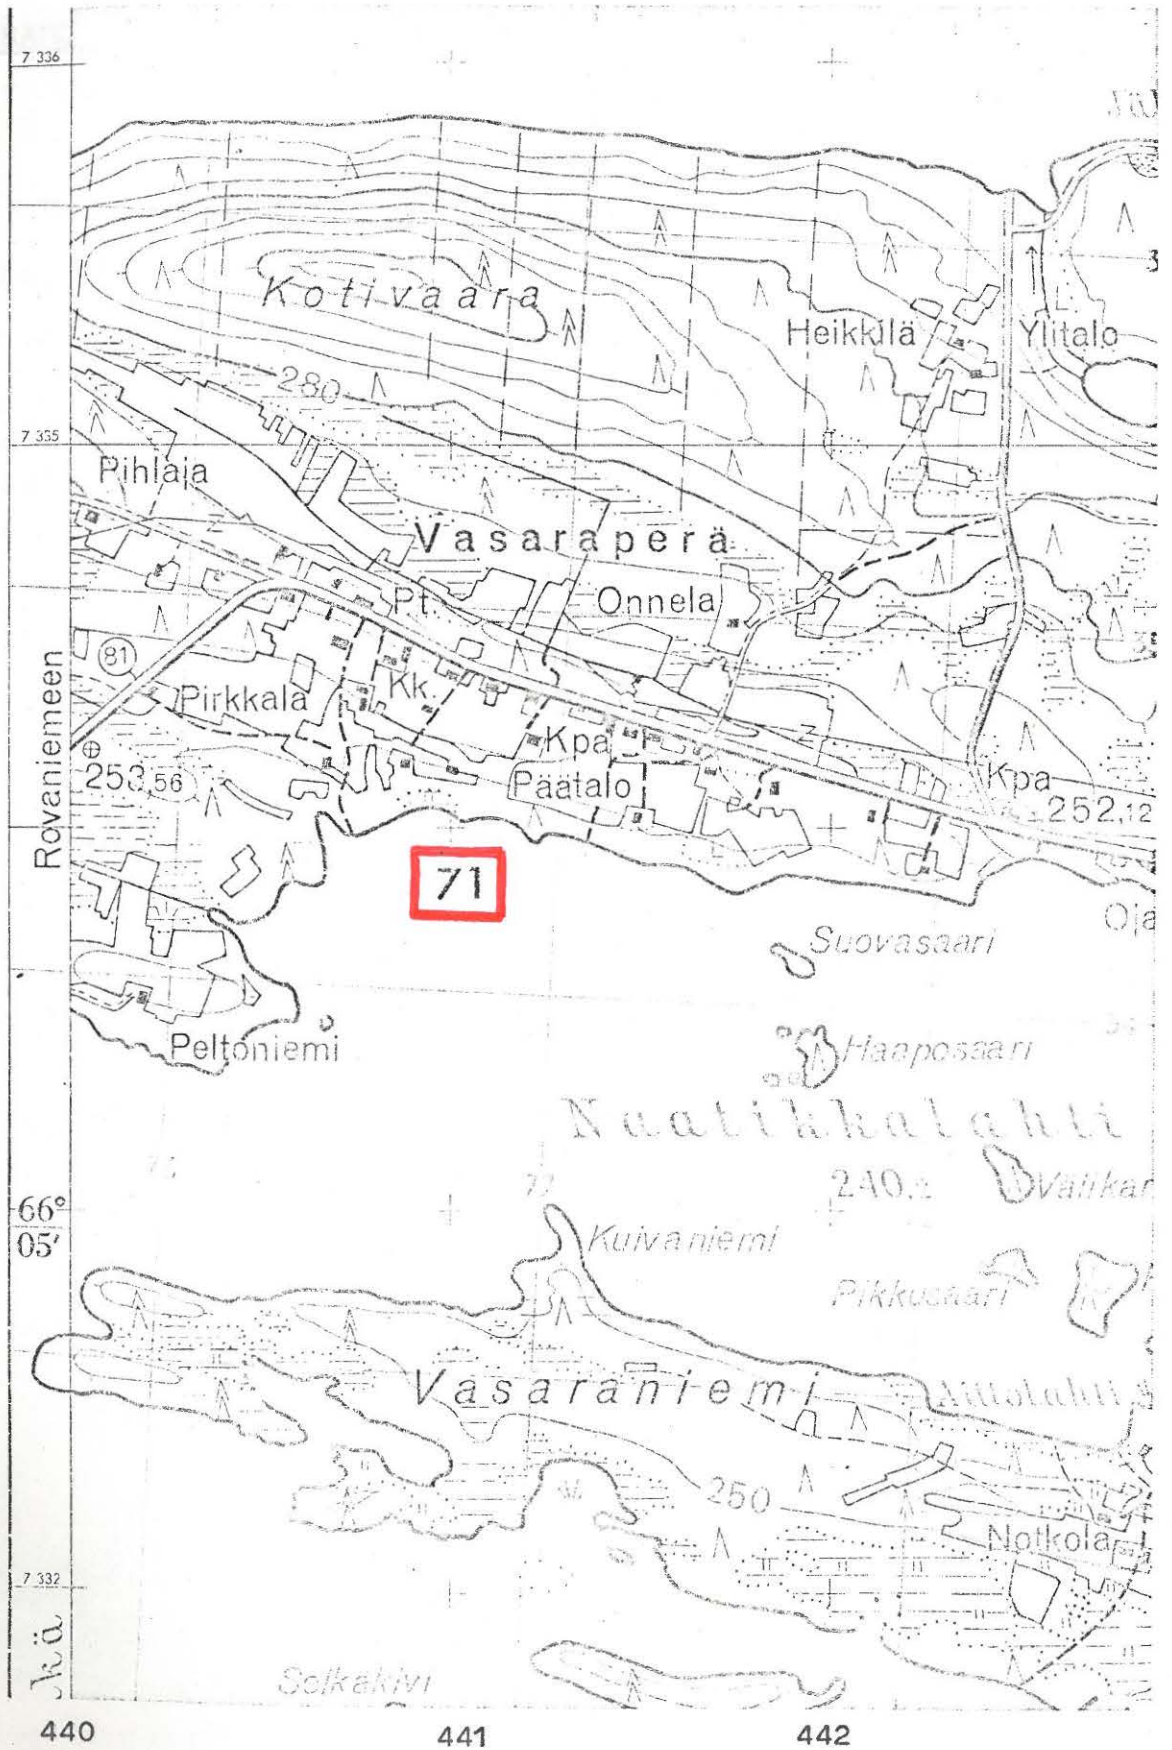 7 336
Kotivaara
Heikkilä
Ylitalo
280
7 335
Pihlaja
Vasaraperä
Pt.
Onnela
81
Pirkkala
Kk.
Rovaniemeen
Kpa
Kpa
253,56
Päätalo
252,12
71
Oja
Suovasaari
Haaposaari
Peltoniemi
Naatikkalahti
240,2
Välikar
66°
05'
Kuivaniemi
Pikkusaari
Vasaraniemi
250
Notkola
7 332
kä
Solkakivi
440
441
442